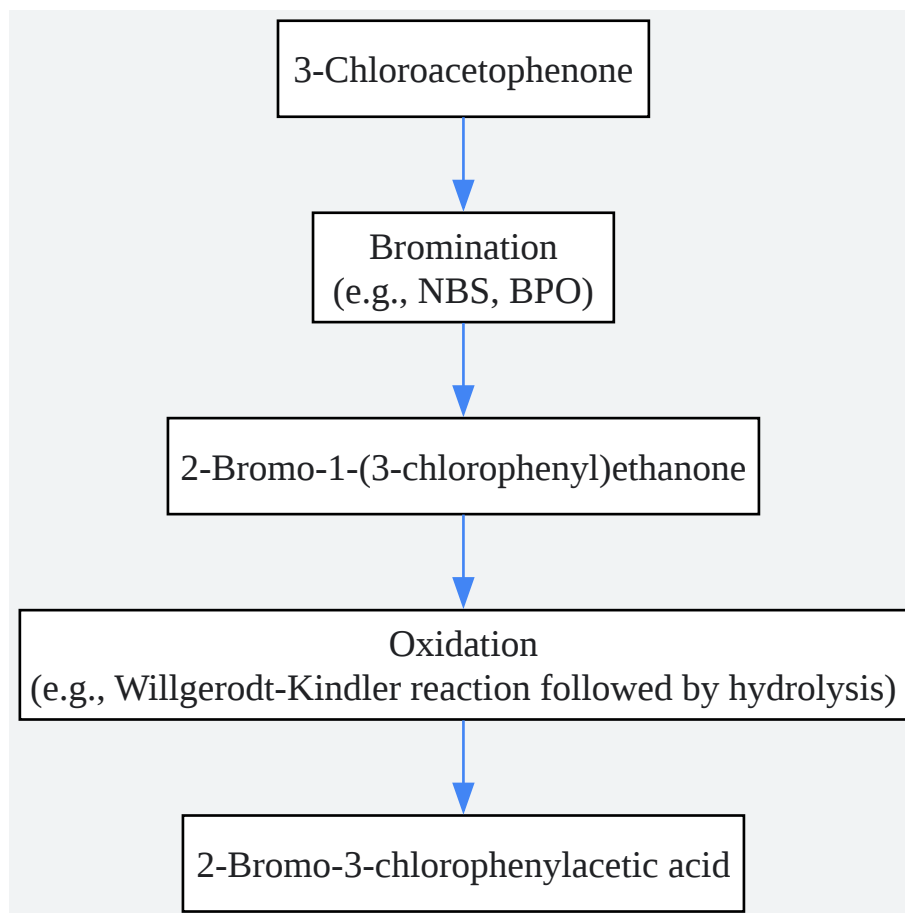 3-Chloroacetophenone
Bromination
(e.g., NBS, BPO)
2-Bromo-1-(3-chlorophenyl)ethanone
Oxidation
(e.g., Willgerodt-Kindler reaction followed by hydrolysis)
2-Bromo-3-chlorophenylacetic acid